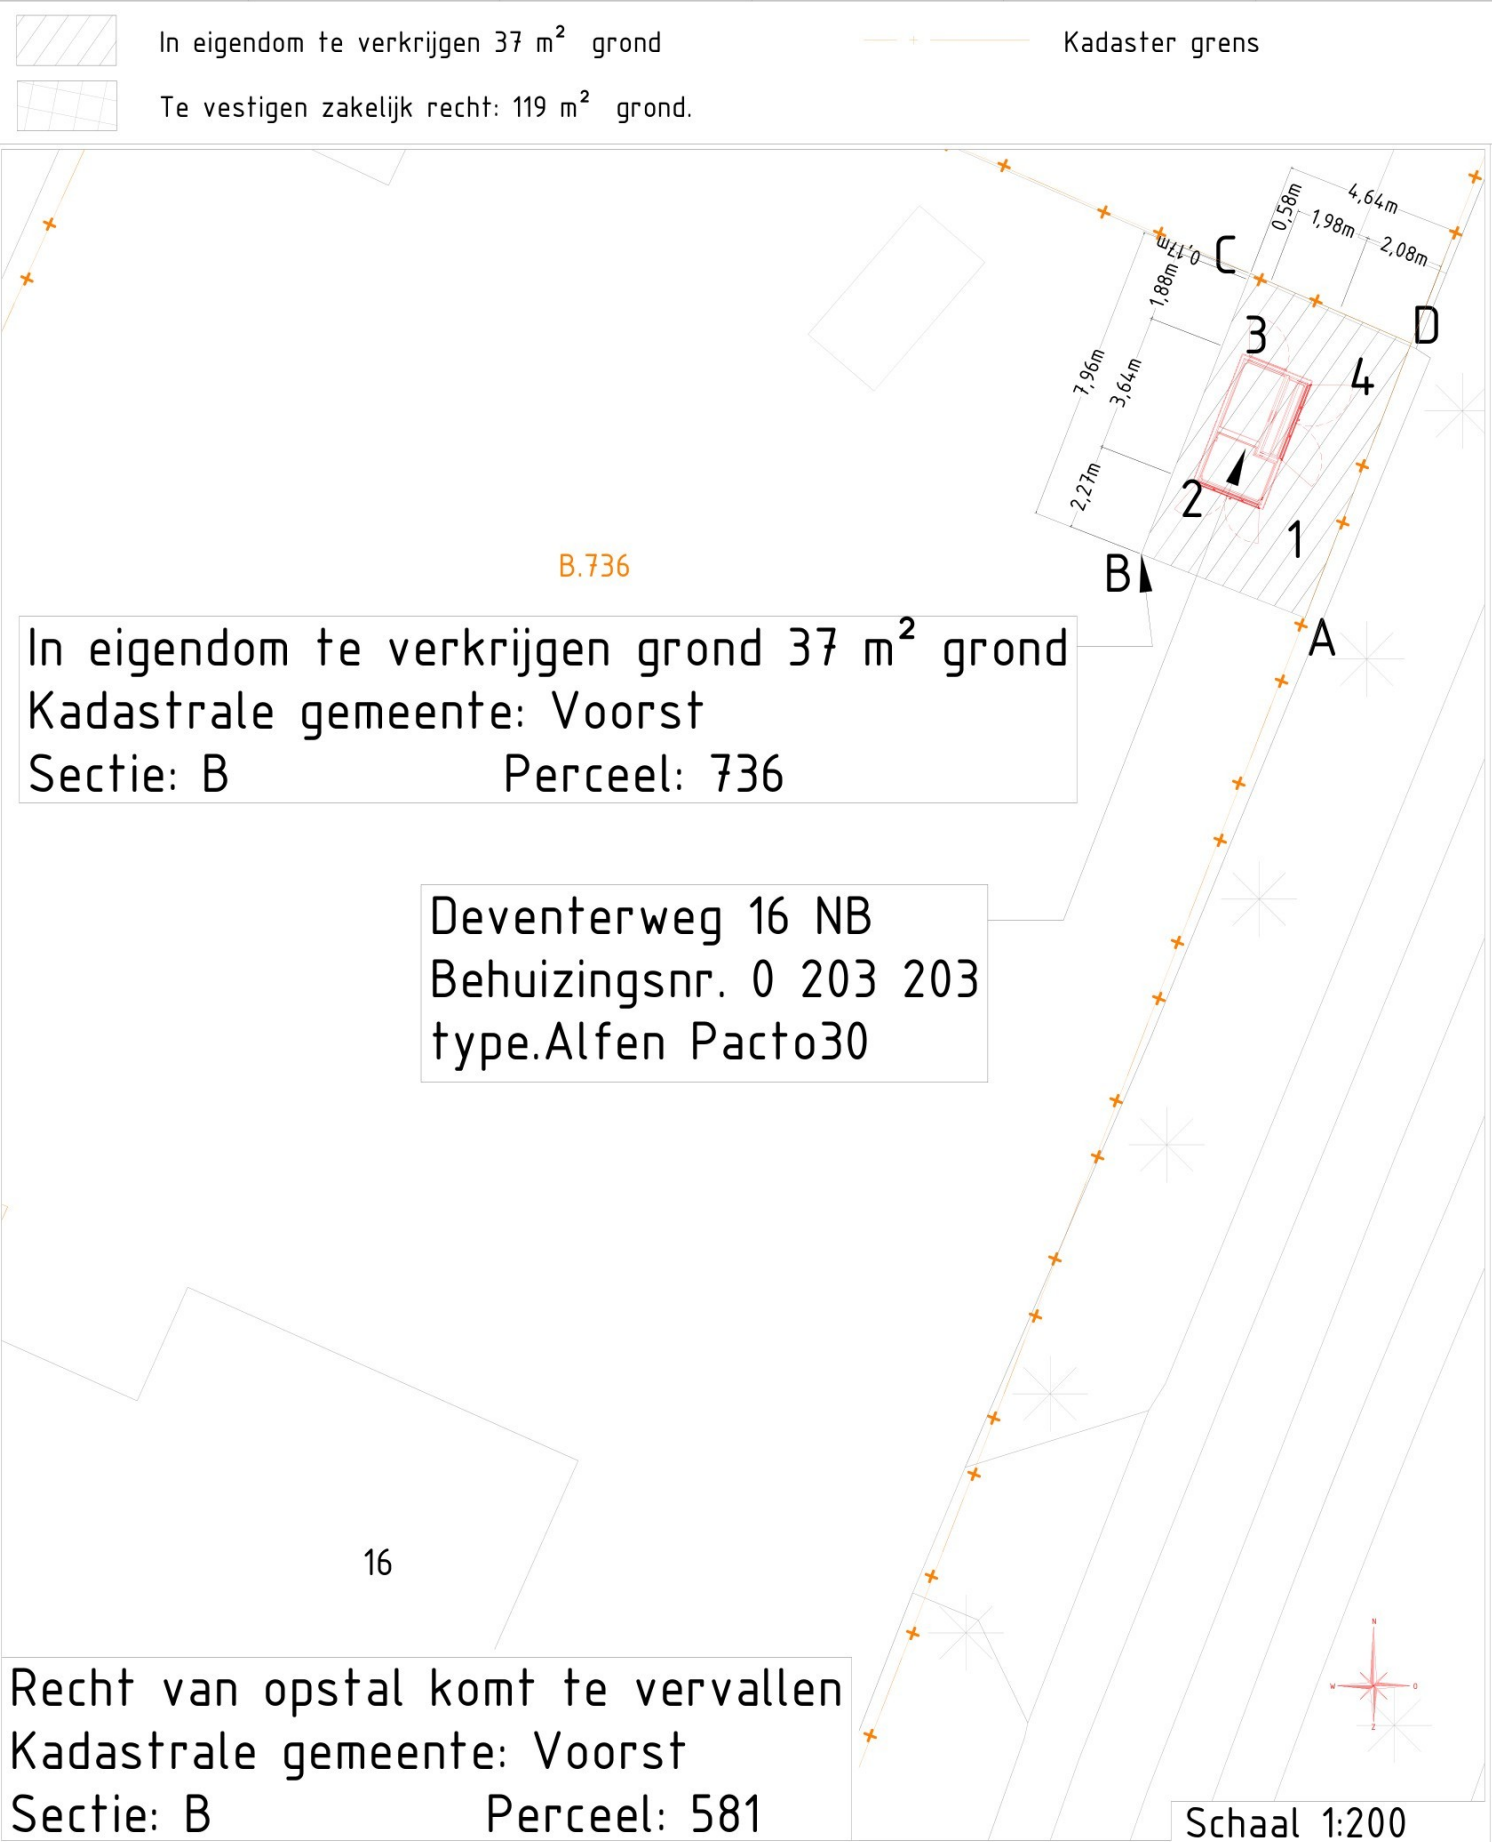 In eigendom te verkrijgen 37 m² grond
Kadaster grens
Te vestigen zakelijk recht: 119 m² grond.
4,64m
0,58m
1,98m
2,08m
0,17m
C
1,88m
D
3
4
7,96m
3,64m
2,27m
2
1
B
A
B.736
In eigendom te verkrijgen grond 37 m² grond
Kadastrale gemeente: Voorst
Sectie: B Perceel: 736
Deventerweg 16 NB
Behuizingsnr. 0 203 203
type.Alfen Pacto30
16
N
W
O
Z
Recht van opstal komt te vervallen
Kadastrale gemeente: Voorst
Sectie: B Perceel: 581
Schaal 1:200